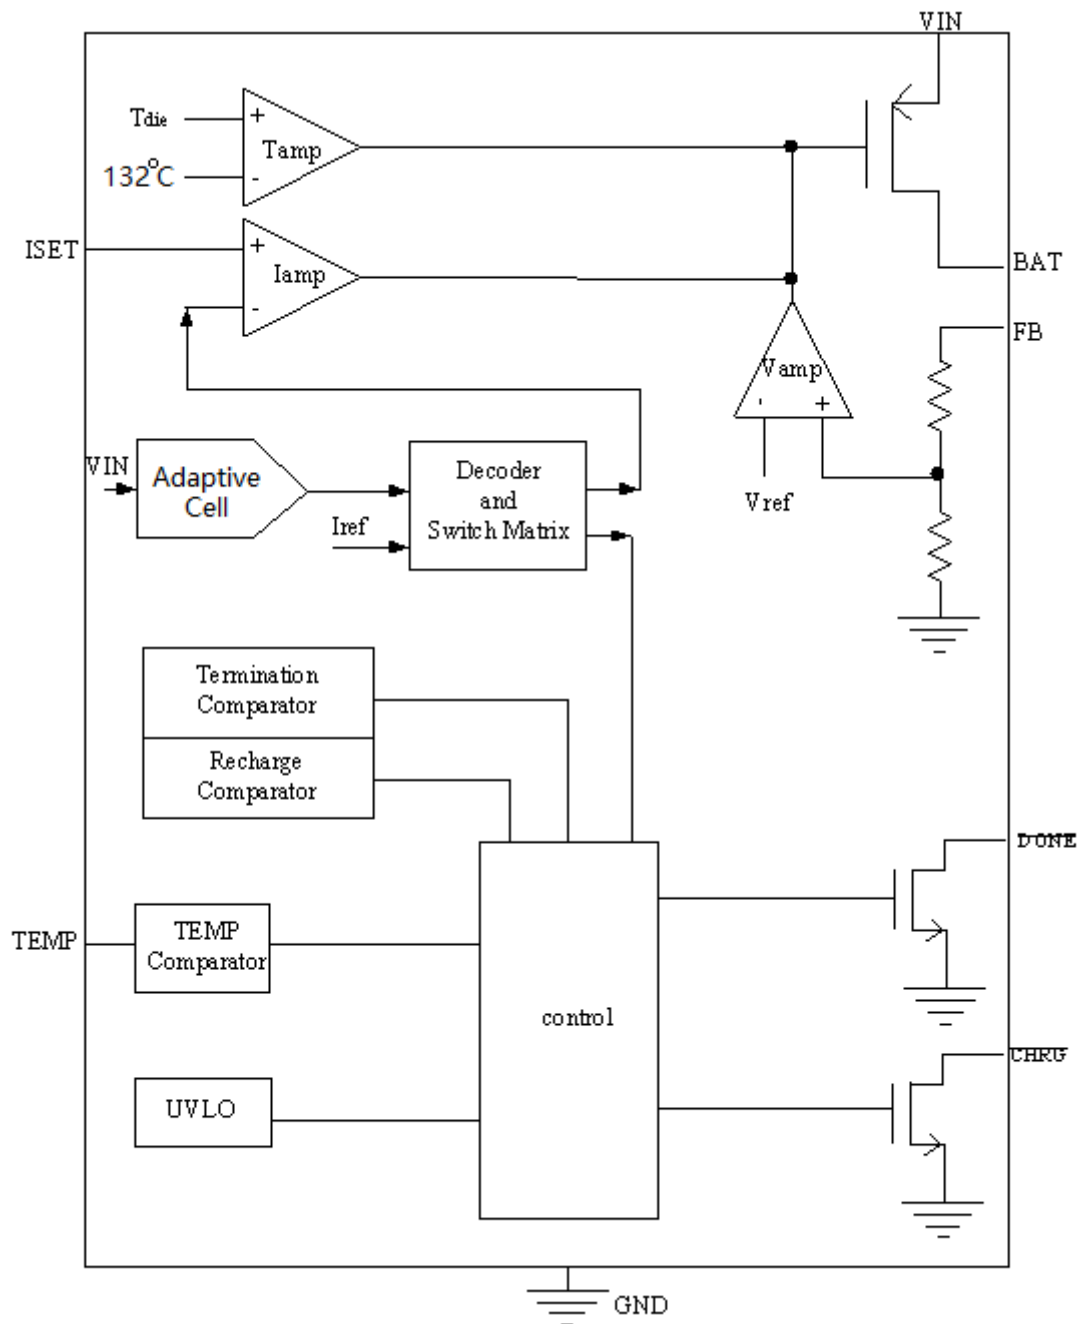 VIN
Tdie
+
Tamp
132°C
-
ISET
+
Iamp
-
BAT
FB
Vamp
- +
VIN
Adaptive
Cell
Decoder
and
Switch Matrix
Iref
Vref
Termination
Comparator
Recharge
Comparator
DONE
TEMP
TEMP
Comparator
control
CHRG
UVLO
GND